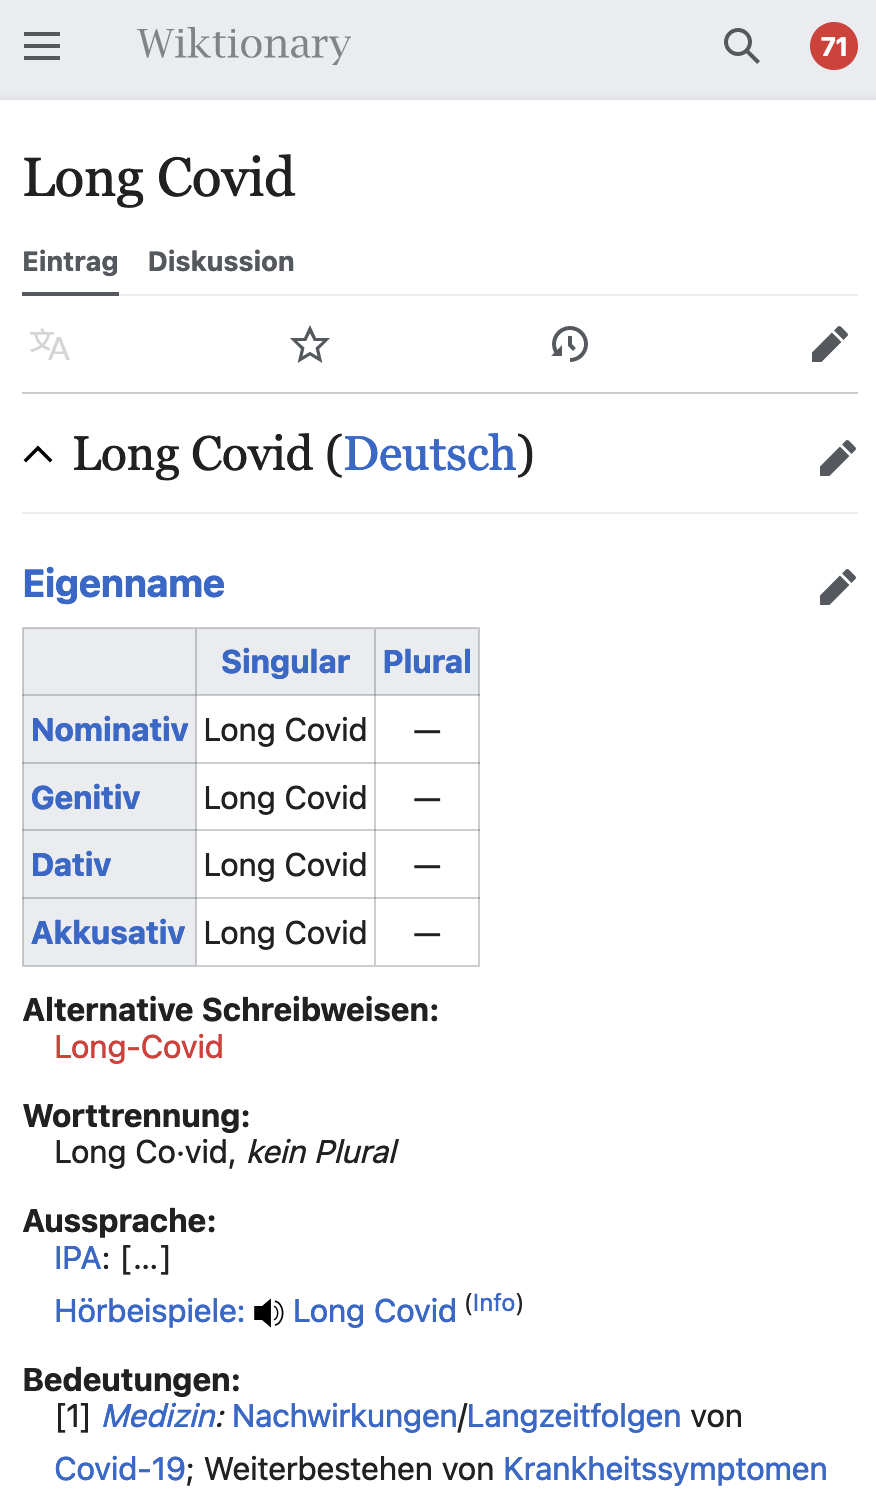 Wiktionary
71
Long Covid
Eintrag Diskussion
Long Covid (Deutsch)
Eigenname
Singular Plural
Nominativ Long Covid —
Genitiv Long Covid —
Dativ Long Covid —
Akkusativ Long Covid —
Alternative Schreibweisen:
Long-Covid
Worttrennung:
Long Co·vid, kein Plural
Aussprache:
IPA: […]
Hörbeispiele: Long Covid (Info)
Bedeutungen:
[1] Medizin: Nachwirkungen/Langzeitfolgen von
Covid-19; Weiterbestehen von Krankheitssymptomen